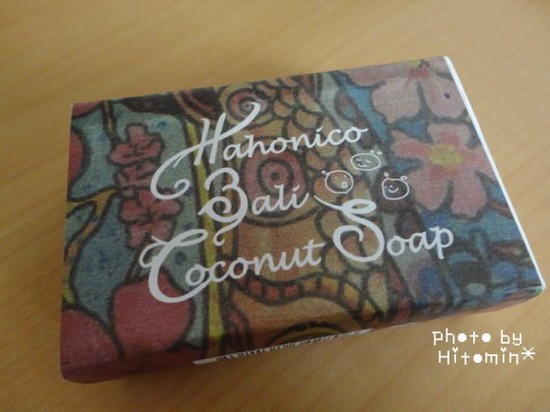 Hahonico
Bali
Coconut Soap
Photo by
Hitomin*